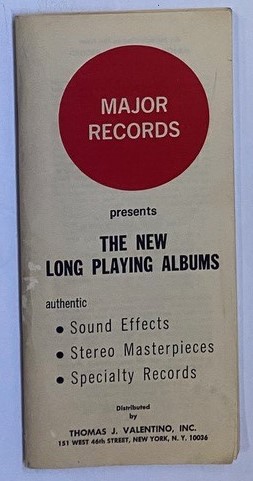 MAJOR
RECORDS
presents
THE NEW
LONG PLAYING ALBUMS
authentic
• Sound Effects
• Stereo Masterpieces
• Specialty Records
Distributed
by
THOMAS J. VALENTINO, INC.
151 WEST 46th STREET, NEW YORK, N. Y. 10036